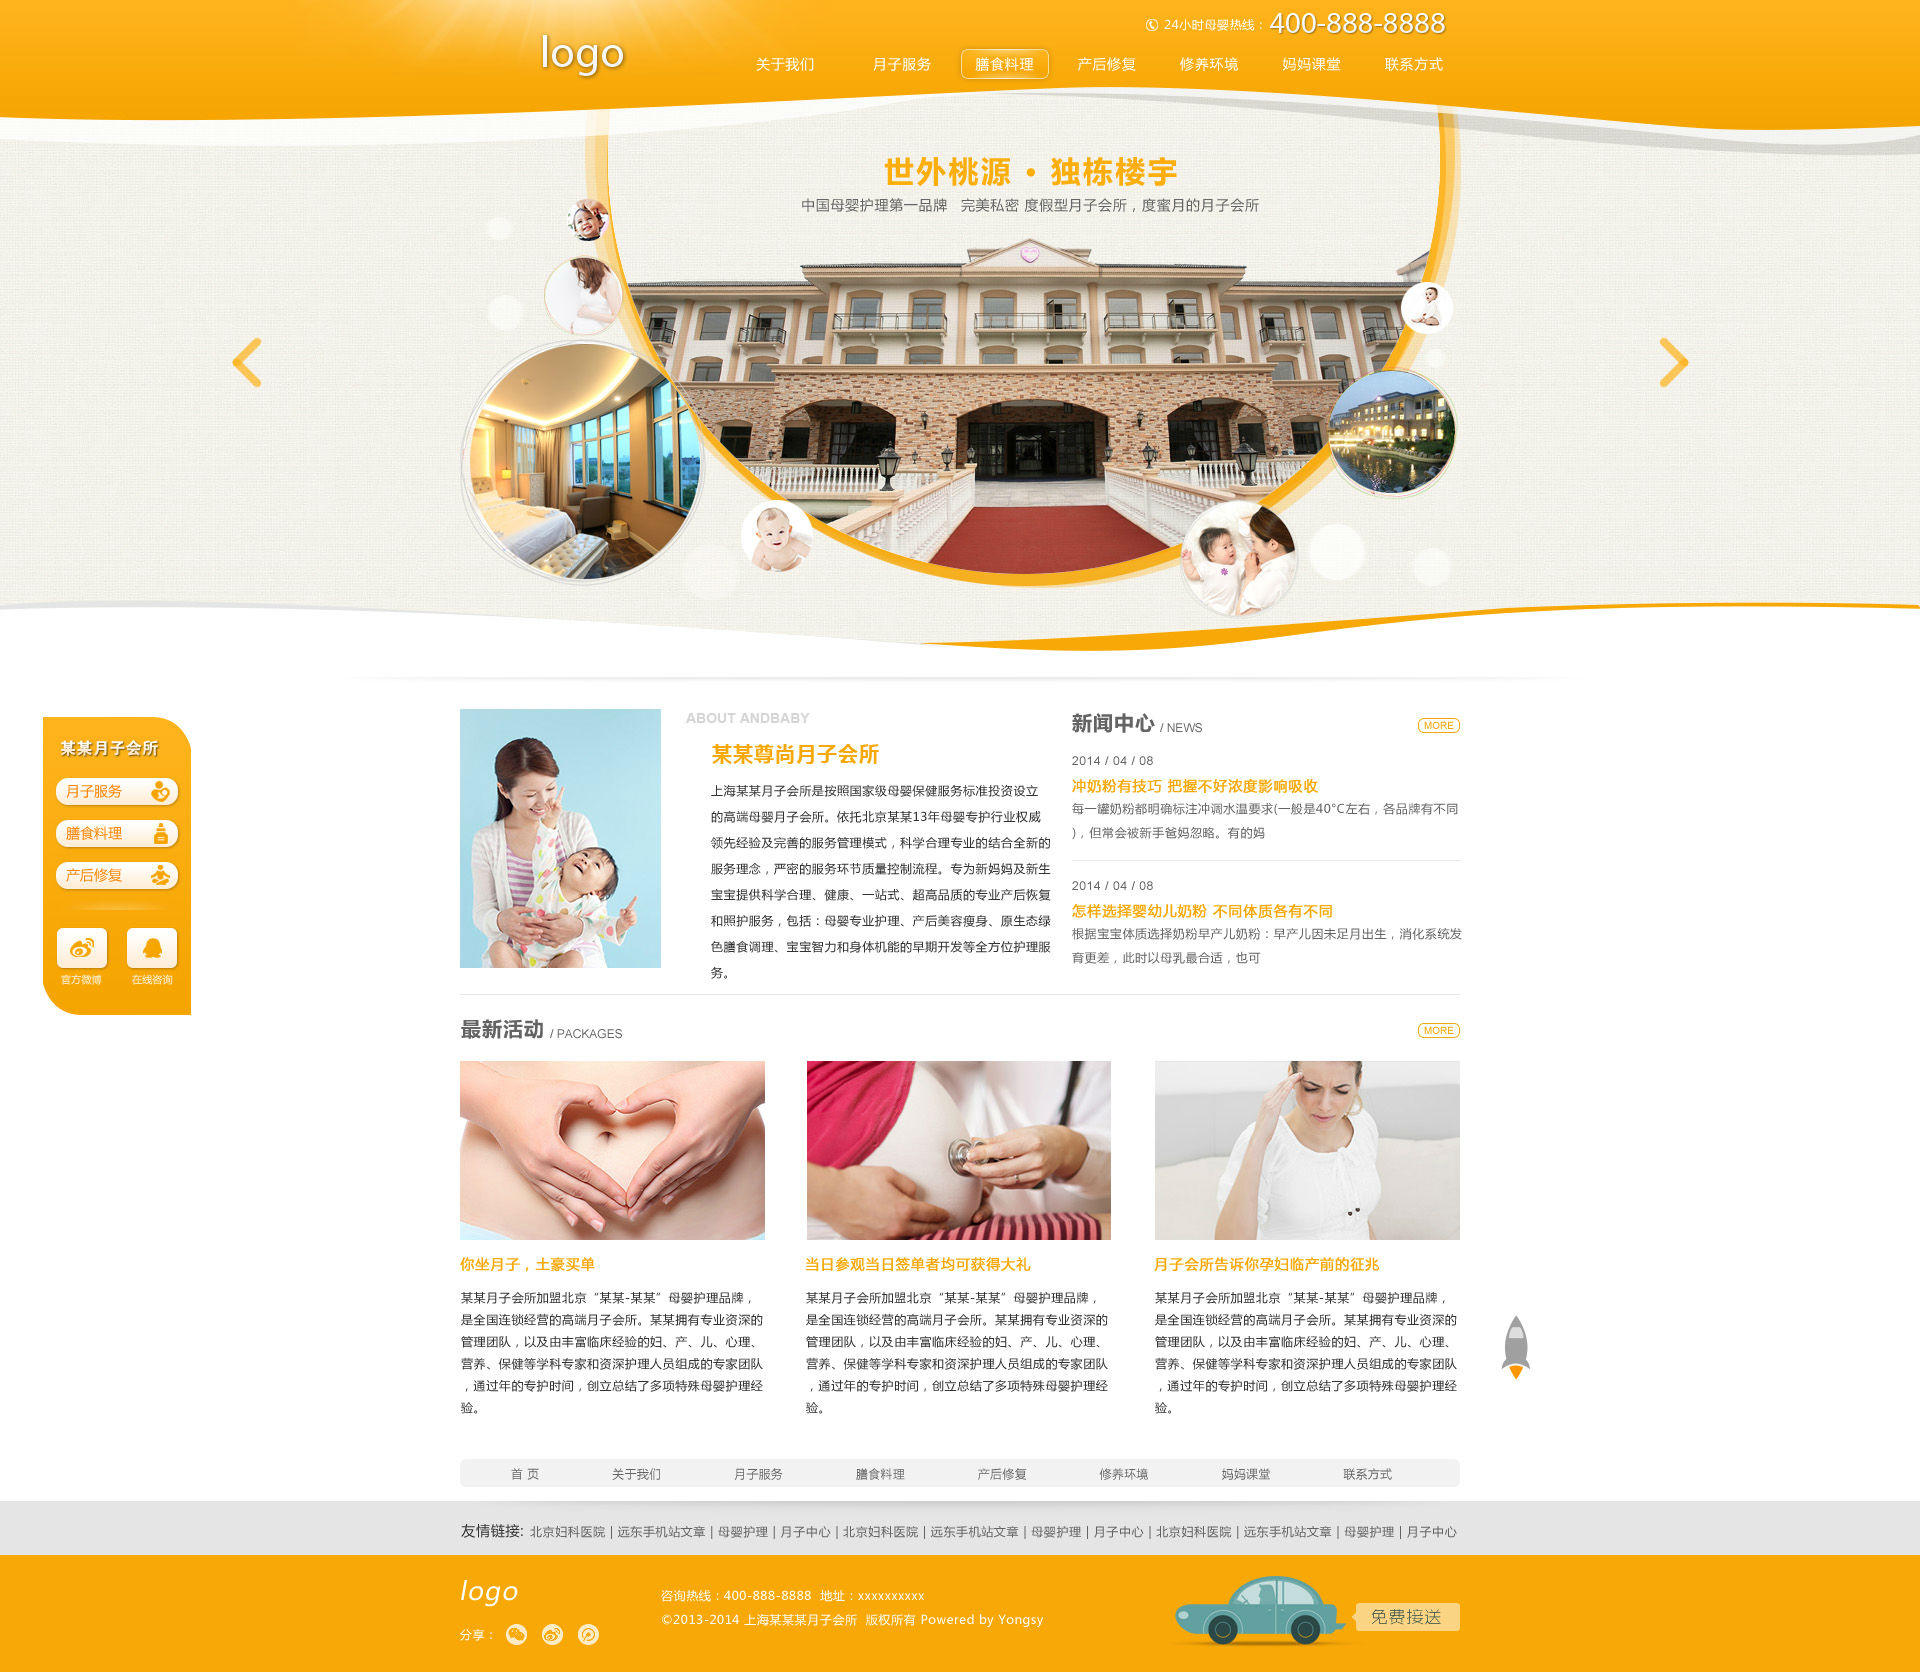 24小时母婴热线：400-888-8888
logo
关于我们 月子服务 膳食料理 产后修复 修养环境 妈妈课堂 联系方式
世外桃源 · 独栋楼宇
中国母婴护理第一品牌 完美私密 度假型月子会所，度蜜月的月子会所
某某月子会所
月子服务
膳食料理
产后修复
官方微博 在线咨询
ABOUT ANDBABY
某某尊尚月子会所
上海某某月子会所是按照国家级母婴保健服务标准投资设立
的高端母婴月子会所。依托北京某某13年母婴专护行业权威
领先经验及完善的服务管理模式，科学合理专业的结合全新的
服务理念，严密的服务环节质量控制流程。专为新妈妈及新生
宝宝提供科学合理、健康、一站式、超高品质的专业产后恢复
和照护服务，包括：母婴专业护理、产后美容瘦身、原生态绿
色膳食调理、宝宝智力和身体机能的早期开发等全方位护理服
务。
新闻中心 / NEWS MORE
2014 / 04 / 08
冲奶粉有技巧 把握不好浓度影响吸收
每一罐奶粉都明确标注冲调水温要求(一般是40°C左右，各品牌有不同
)，但常会被新手爸妈忽略。有的妈
2014 / 04 / 08
怎样选择婴幼儿奶粉 不同体质各有不同
根据宝宝体质选择奶粉早产儿奶粉：早产儿因未足月出生，消化系统发
育更差，此时以母乳最合适，也可
最新活动 / PACKAGES MORE
你坐月子，土豪买单
某某月子会所加盟北京“某某-某某”母婴护理品牌，
是全国连锁经营的高端月子会所。某某拥有专业资深的
管理团队，以及由丰富临床经验的妇、产、儿、心理、
营养、保健等学科专家和资深护理人员组成的专家团队
，通过年的专护时间，创立总结了多项特殊母婴护理经
验。
当日参观当日签单者均可获得大礼
某某月子会所加盟北京“某某-某某”母婴护理品牌，
是全国连锁经营的高端月子会所。某某拥有专业资深的
管理团队，以及由丰富临床经验的妇、产、儿、心理、
营养、保健等学科专家和资深护理人员组成的专家团队
，通过年的专护时间，创立总结了多项特殊母婴护理经
验。
月子会所告诉你孕妇临产前的征兆
某某月子会所加盟北京“某某-某某”母婴护理品牌，
是全国连锁经营的高端月子会所。某某拥有专业资深的
管理团队，以及由丰富临床经验的妇、产、儿、心理、
营养、保健等学科专家和资深护理人员组成的专家团队
，通过年的专护时间，创立总结了多项特殊母婴护理经
验。
首 页 关于我们 月子服务 膳食料理 产后修复 修养环境 妈妈课堂 联系方式
友情链接: 北京妇科医院 | 远东手机站文章 | 母婴护理 | 月子中心 | 北京妇科医院 | 远东手机站文章 | 母婴护理 | 月子中心 | 北京妇科医院 | 远东手机站文章 | 母婴护理 | 月子中心
logo
咨询热线：400-888-8888 地址：xxxxxxxxxx
©2013-2014 上海某某某月子会所 版权所有 Powered by Yongsy
分享：
免费接送